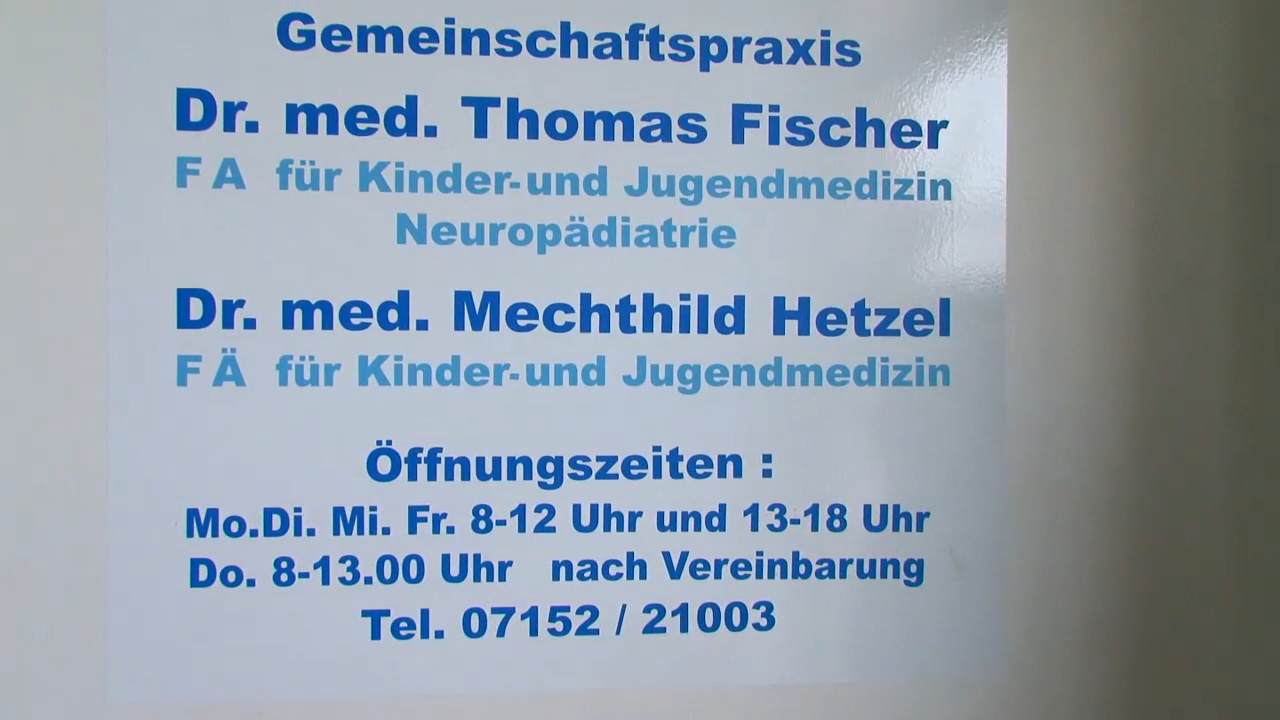 Gemeinschaftspraxis
Dr. med. Thomas Fischer
F A für Kinder-und Jugendmedizin
Neuropädiatrie
Dr. med. Mechthild Hetzel
F Ä für Kinder-und Jugendmedizin
Öffnungszeiten :
Mo.Di. Mi. Fr. 8-12 Uhr und 13-18 Uhr
Do. 8-13.00 Uhr nach Vereinbarung
Tel. 07152 / 21003